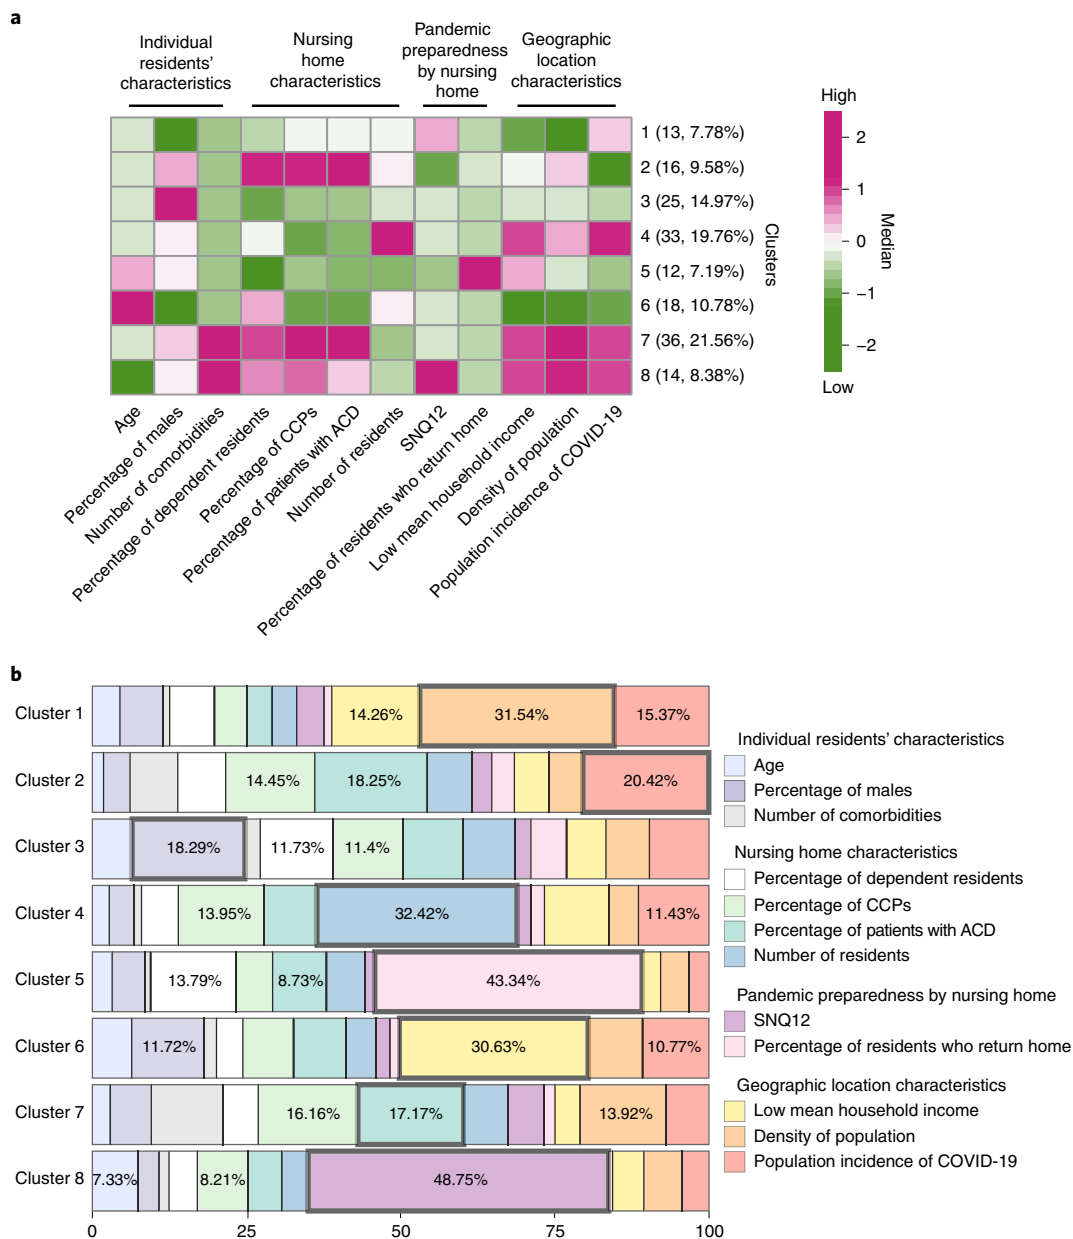 a
Individual
residents’
characteristics
Nursing
home
characteristics
Pandemic
preparedness
by nursing
home
Geographic
location
characteristics
High
2
1
0
−1
−2
Low
Median
1 (13, 7.78%)
2 (16, 9.58%)
3 (25, 14.97%)
4 (33, 19.76%)
5 (12, 7.19%)
6 (18, 10.78%)
7 (36, 21.56%)
8 (14, 8.38%)
Clusters
Age
Percentage of males
Number of comorbidities
Percentage of dependent residents
Percentage of CCPs
Percentage of patients with ACD
Number of residents
SNQ12
Percentage of residents who return home
Low mean household income
Density of population
Population incidence of COVID-19
b
Cluster 1
14.26%
31.54%
15.37%
Cluster 2
14.45%
18.25%
20.42%
Cluster 3
18.29%
11.73%
11.4%
Cluster 4
13.95%
32.42%
11.43%
Cluster 5
13.79%
8.73%
43.34%
Cluster 6
11.72%
30.63%
10.77%
Cluster 7
16.16%
17.17%
13.92%
Cluster 8
7.33%
8.21%
48.75%
0
25
50
75
100
Individual residents’ characteristics
Age
Percentage of males
Number of comorbidities
Nursing home characteristics
Percentage of dependent residents
Percentage of CCPs
Percentage of patients with ACD
Number of residents
Pandemic preparedness by nursing home
SNQ12
Percentage of residents who return home
Geographic location characteristics
Low mean household income
Density of population
Population incidence of COVID-19